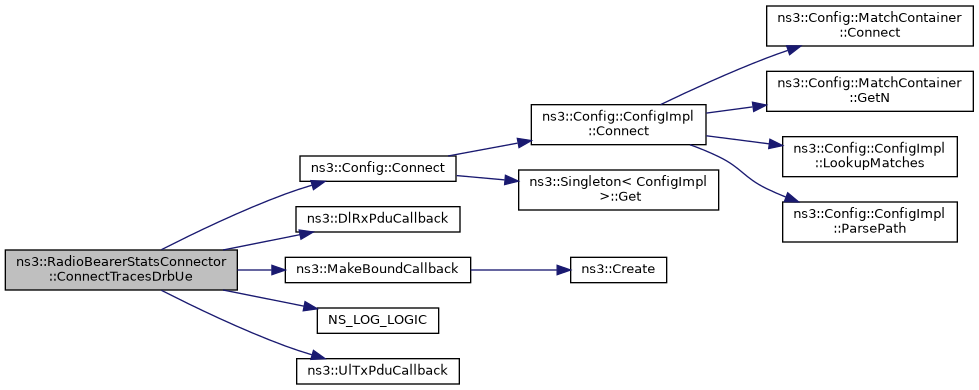 ns3::RadioBearerStatsConnector
::ConnectTracesDrbUe
ns3::Config::Connect
ns3::DlRxPduCallback
ns3::MakeBoundCallback
NS_LOG_LOGIC
ns3::UlTxPduCallback
ns3::Config::ConfigImpl
::Connect
ns3::Singleton< ConfigImpl
>::Get
ns3::Create
ns3::Config::MatchContainer
::Connect
ns3::Config::MatchContainer
::GetN
ns3::Config::ConfigImpl
::LookupMatches
ns3::Config::ConfigImpl
::ParsePath